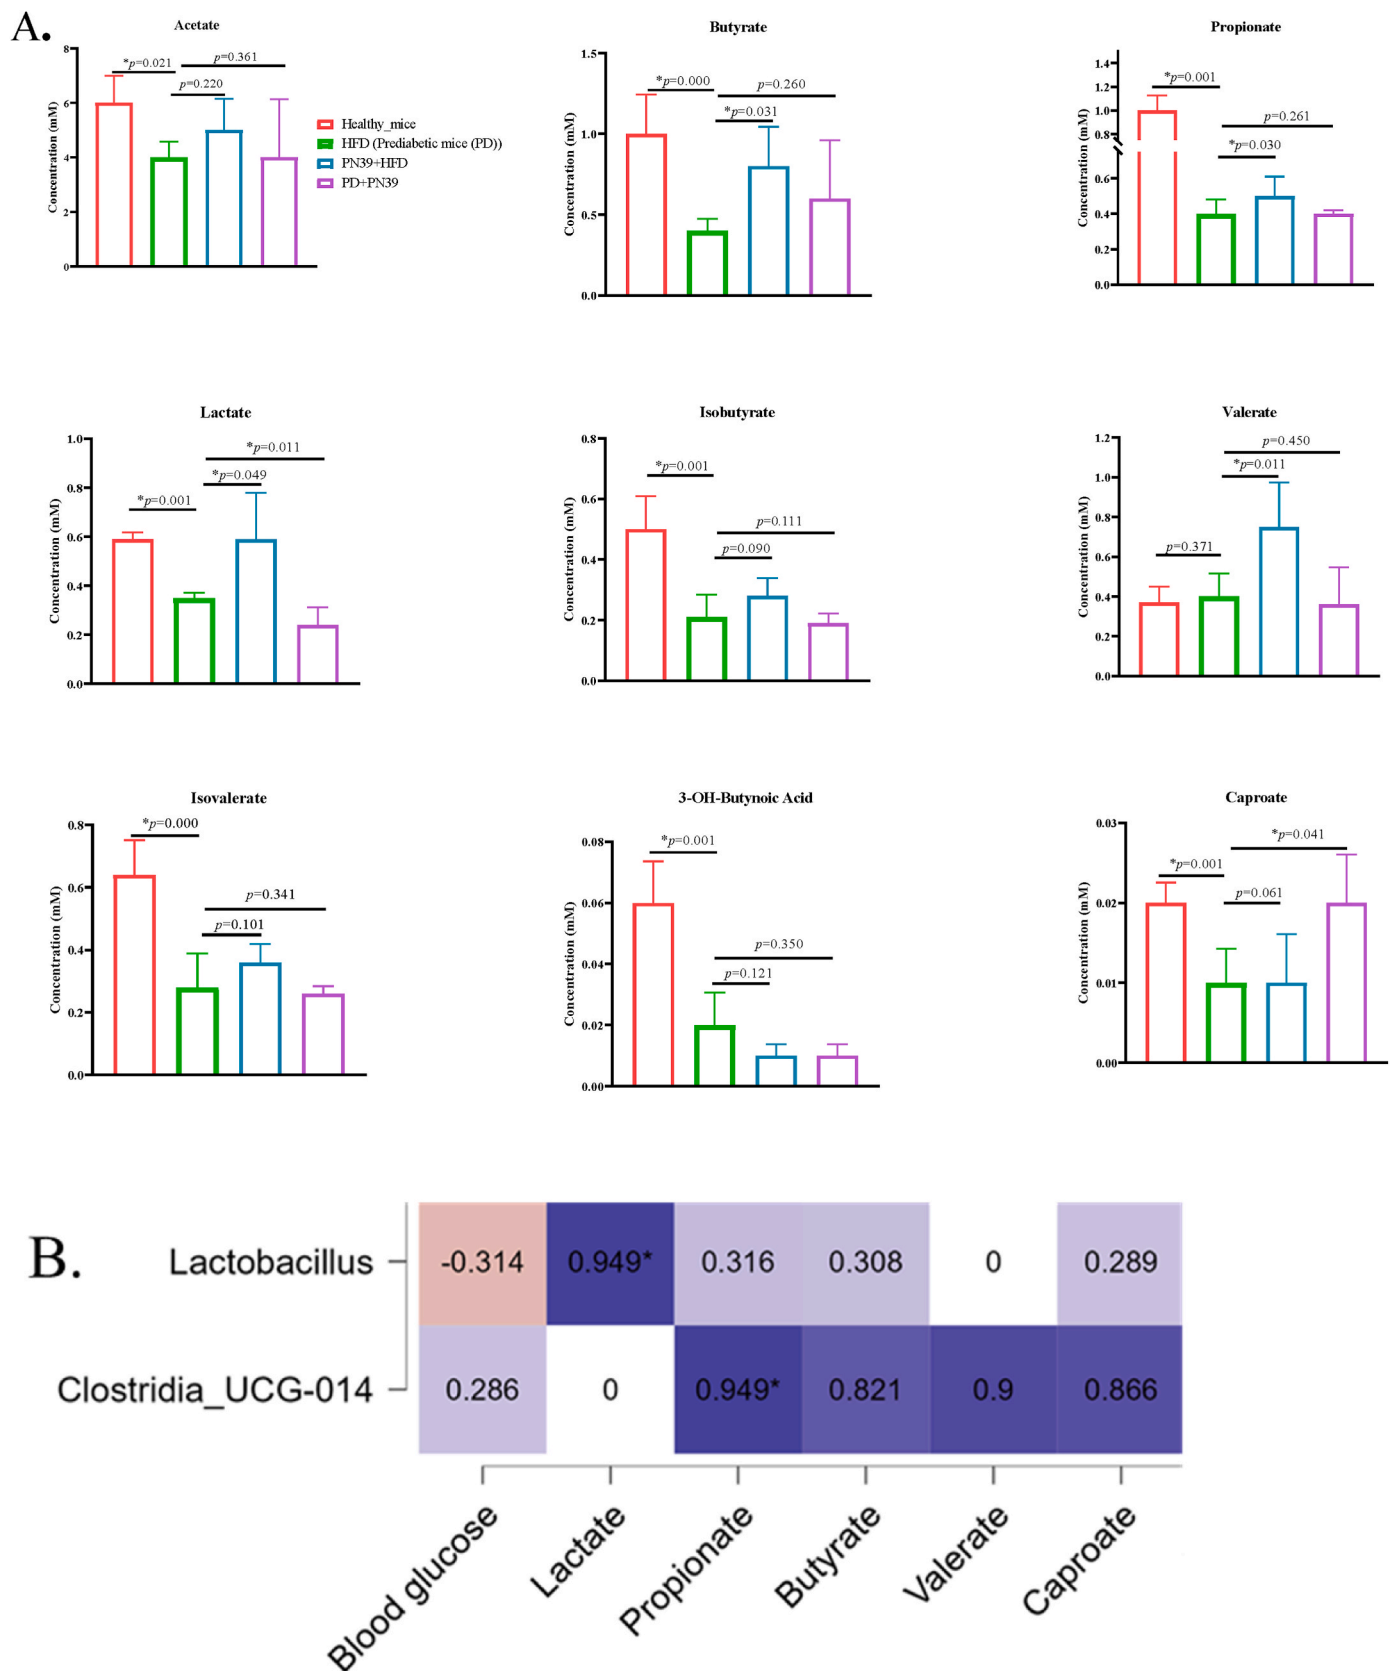 A.
Acetate
Concentration (mM)
8
6
4
2
0
*p=0.021
p=0.361
p=0.220
Healthy_mice
HFD (Prediabetic mice (PD))
PN39+HFD
PD+PN39
Butyrate
Concentration (mM)
1.5
1.0
0.5
0.0
*p=0.000
p=0.260
*p=0.031
Propionate
Concentration (mM)
1.4
1.2
1.0
0.8
0.6
0.4
0.2
0.0
*p=0.001
p=0.261
*p=0.030
Lactate
Concentration (mM)
1.0
0.8
0.6
0.4
0.2
0.0
*p=0.011
*p=0.049
*p=0.001
Isobutyrate
Concentration (mM)
0.8
0.6
0.4
0.2
0.0
*p=0.001
p=0.111
p=0.090
Valerate
Concentration (mM)
1.2
1.0
0.8
0.6
0.4
0.2
0.0
p=0.450
*p=0.011
p=0.371
Isovalerate
Concentration (mM)
0.8
0.6
0.4
0.2
0.0
*p=0.000
p=0.341
p=0.101
3-OH-Butynoic Acid
Concentration (mM)
0.08
0.06
0.04
0.02
0.00
*p=0.001
p=0.350
p=0.121
Caproate
Concentration (mM)
0.03
0.02
0.01
0.00
*p=0.041
*p=0.001
p=0.061
B.
Lactobacillus -0.314 0.949* 0.316 0.308 0 0.289
Clostridia_UCG-014 0.286 0 0.949* 0.821 0.9 0.866
Blood glucose
Lactate
Propionate
Butyrate
Valerate
Caproate